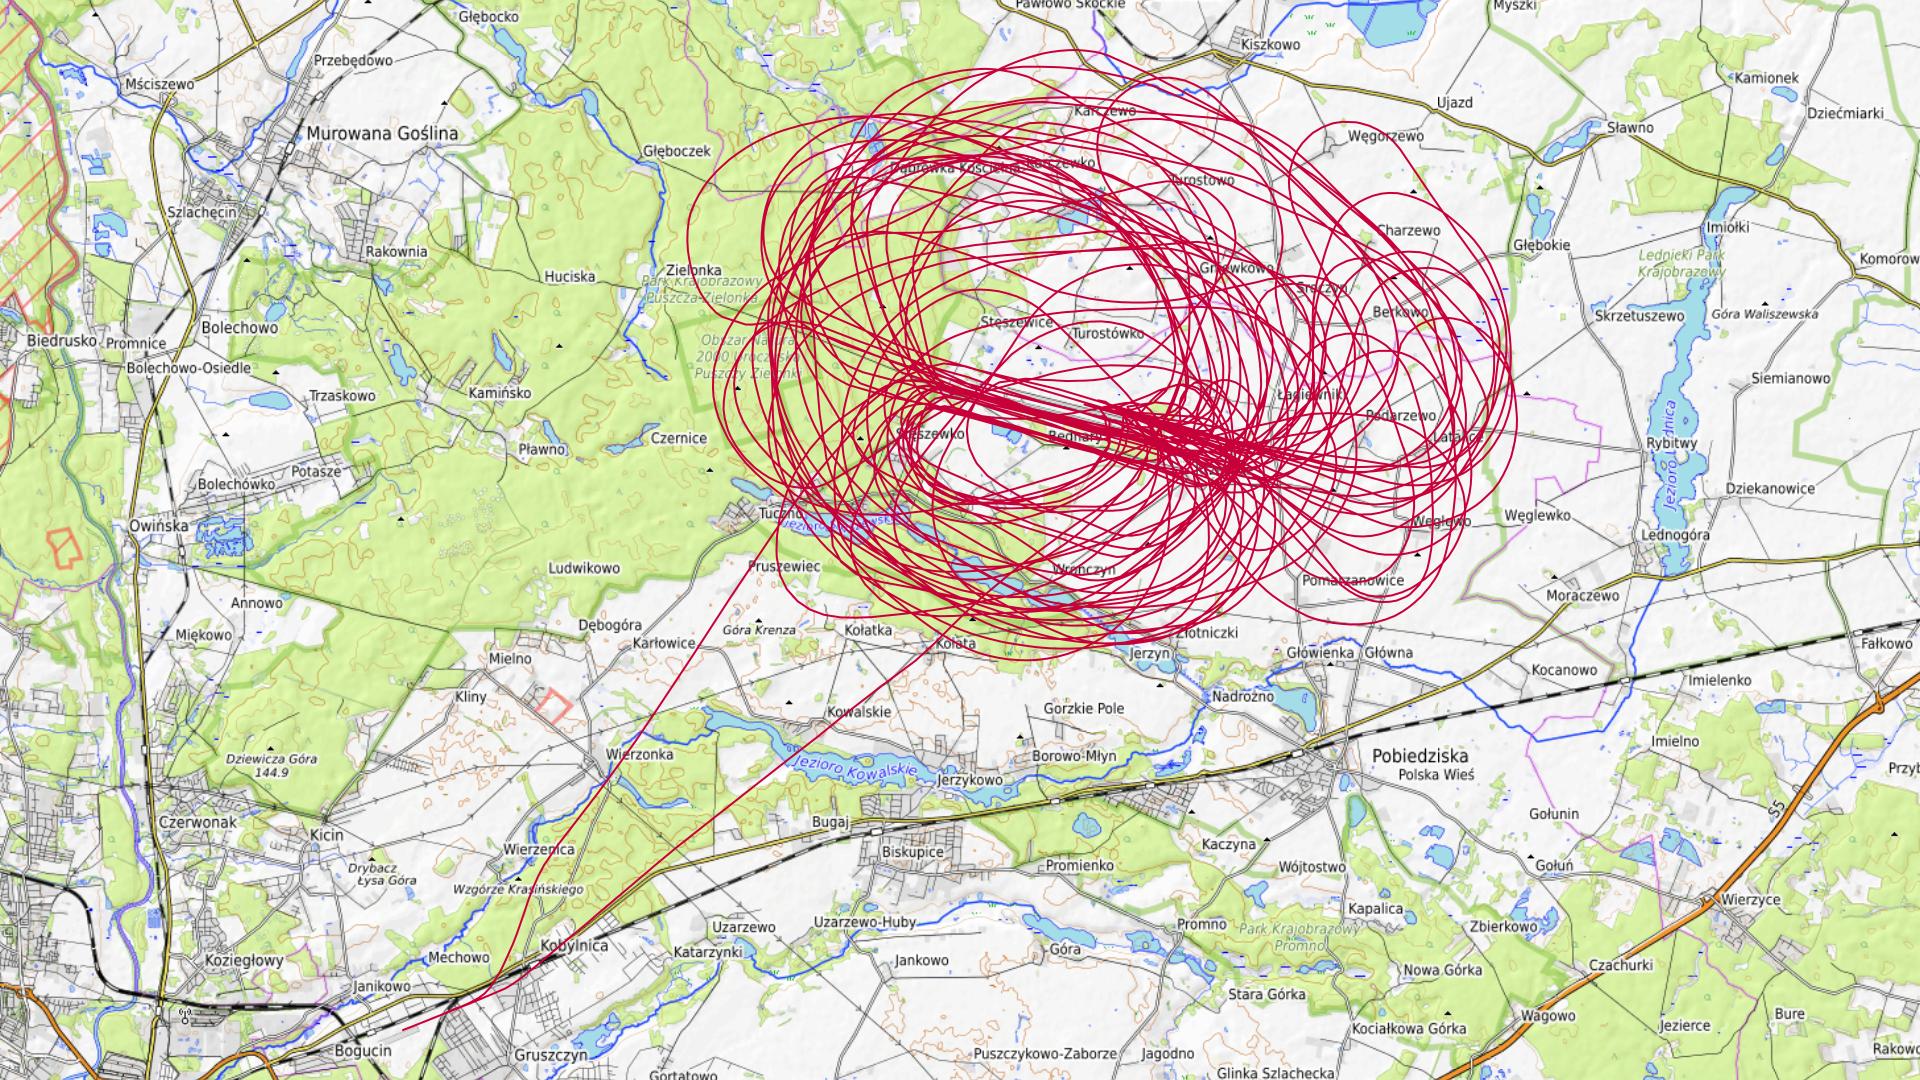 Pawłowo Skockie
Myszki
Głębocko
Kiszkowo
Przebędowo
Mściszewo
Kamionek
Ujazd
Karczewo
Dziećmiarki
Murowana Goślina
Węgorzewo
Sławno
Głęboczek
Dąbrówka Kościelna
Karczewko
Turostowo
Szlachęcin
Imiołki
Charzewo
Głębokie
Rakownia
Lednicki Park
Krajobrazowy
Komorowo
Zielonka
Gniewkowo
Huciska
Park Krajobrazowy
Puszcza Zielonka
Sroczyn
Berkowo
Skrzetuszewo
Góra Waliszewska
Bolechowo
Stęszewice
Turostówko
Biedrusko
Promnice
Obszar Natura
2000 Uroczyska
Puszczy Zielonki
Bolechowo-Osiedle
Siemianowo
Trzaskowo
Kamińsko
Łagiewniki
Podarzewo
Jezioro Lednica
Czernice
Stęszewko
Bednary
Latalice
Rybitwy
Pławno
Potasze
Bolechówko
Dziekanowice
Tuczno
Węglewo
Węglewko
Owińska
Lednogóra
Ludwikowo
Pruszewiec
Wronczyn
Pomarzanowice
Moraczewo
Annowo
Dębogóra
Góra Krenza
Kołatka
Złotniczki
Miękowo
Karłowice
Kołata
Jerzyn
Główienka
Główna
Fałkowo
Mielno
Kocanowo
Imielenko
Kliny
Nadrożno
Kowalskie
Gorzkie Pole
Imielno
Dziewicza Góra
144.9
Wierzonka
Borowo-Młyn
Pobiedziska
Polska Wieś
Jezioro Kowalskie
Jerzykowo
S5
Gołunin
Czerwonak
Bugaj
Kicin
Wierzenica
Biskupice
Kaczyna
Promienko
Wójtostwo
Gołuń
Drybacz
Łysa Góra
Wzgórze Krasińskiego
Wierzyce
Kapalica
Uzarzewo
Uzarzewo-Huby
Promno
Zbierkowo
Park Krajobrazowy
Promno
Kobylnica
Katarzynki
Góra
Koziegłowy
Mechowo
Jankowo
Nowa Górka
Czachurki
Janikowo
Stara Górka
Wagowo
Bure
Kociałkowa Górka
Jezierce
Bogucin
Gruszczyn
Puszczykowo-Zaborze
Jagodno
Gortatowo
Glinka Szlachecka